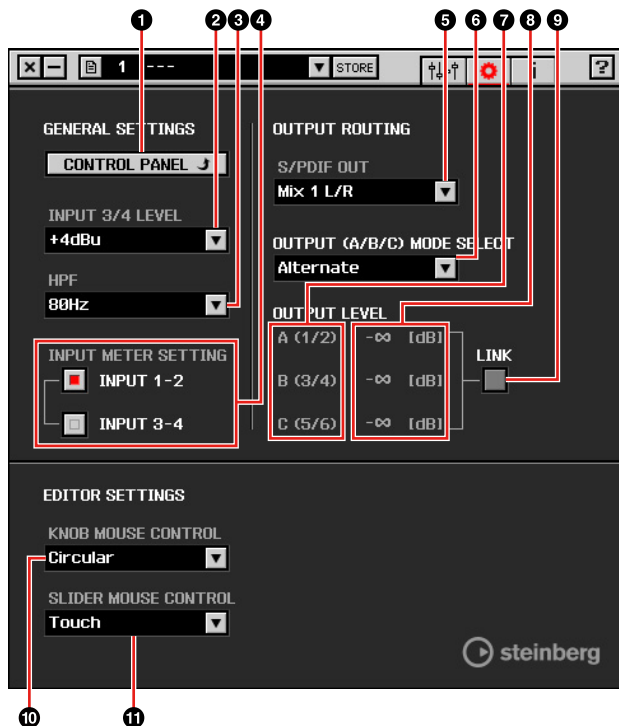 1 2 3 4 5 6 7 8 9
1 --- STORE i ?
GENERAL SETTINGS
CONTROL PANEL
INPUT 3/4 LEVEL
+4dBu
HPF
80Hz
INPUT METER SETTING
INPUT 1-2
INPUT 3-4
OUTPUT ROUTING
S/PDIF OUT
Mix 1 L/R
OUTPUT (A/B/C) MODE SELECT
Alternate
OUTPUT LEVEL
A (1/2) -∞ [dB]
B (3/4) -∞ [dB]
C (5/6) -∞ [dB]
LINK
EDITOR SETTINGS
KNOB MOUSE CONTROL
Circular
SLIDER MOUSE CONTROL
Touch
steinberg
10 11